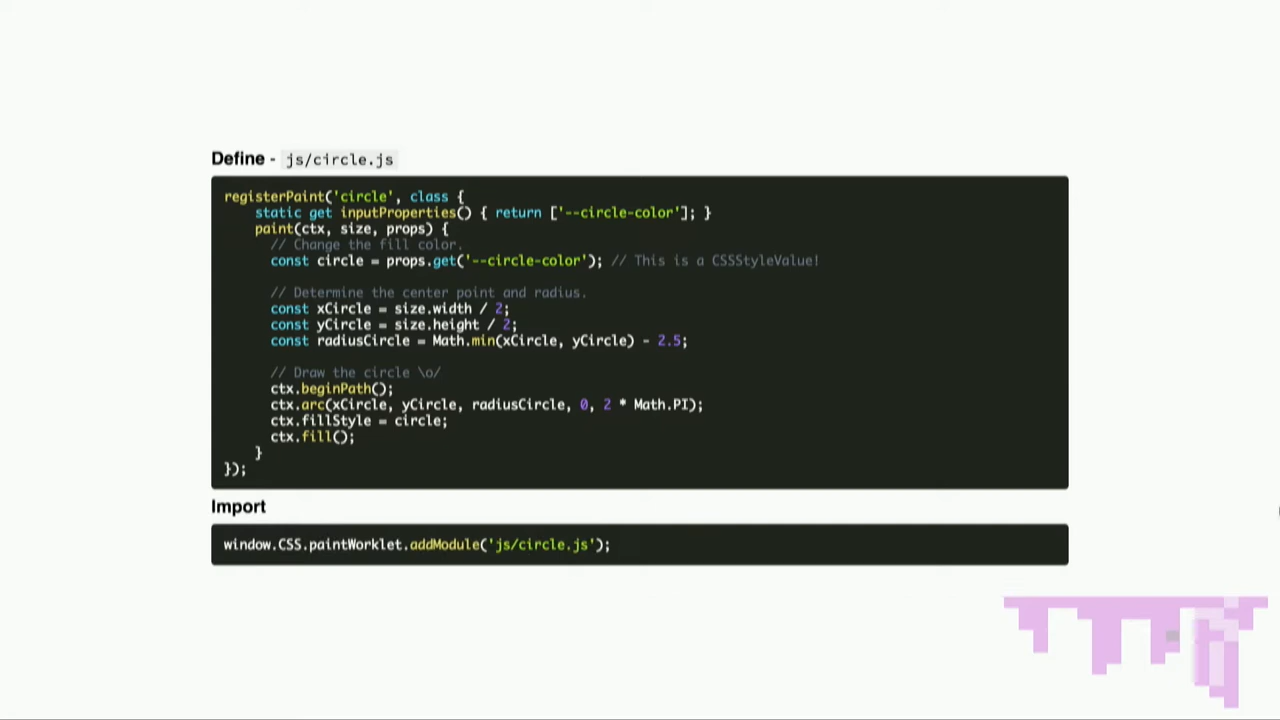 Define - js/circle.js
registerPaint('circle', class {
    static get inputProperties() { return ['--circle-color']; }
    paint(ctx, size, props) {
      // Change the fill color.
      const circle = props.get('--circle-color'); // This is a CSSStyleValue!

      // Determine the center point and radius.
      const xCircle = size.width / 2;
      const yCircle = size.height / 2;
      const radiusCircle = Math.min(xCircle, yCircle) - 2.5;

      // Draw the circle \o/
      ctx.beginPath();
      ctx.arc(xCircle, yCircle, radiusCircle, 0, 2 * Math.PI);
      ctx.fillStyle = circle;
      ctx.fill();
    }
});
Import
window.CSS.paintWorklet.addModule('js/circle.js');